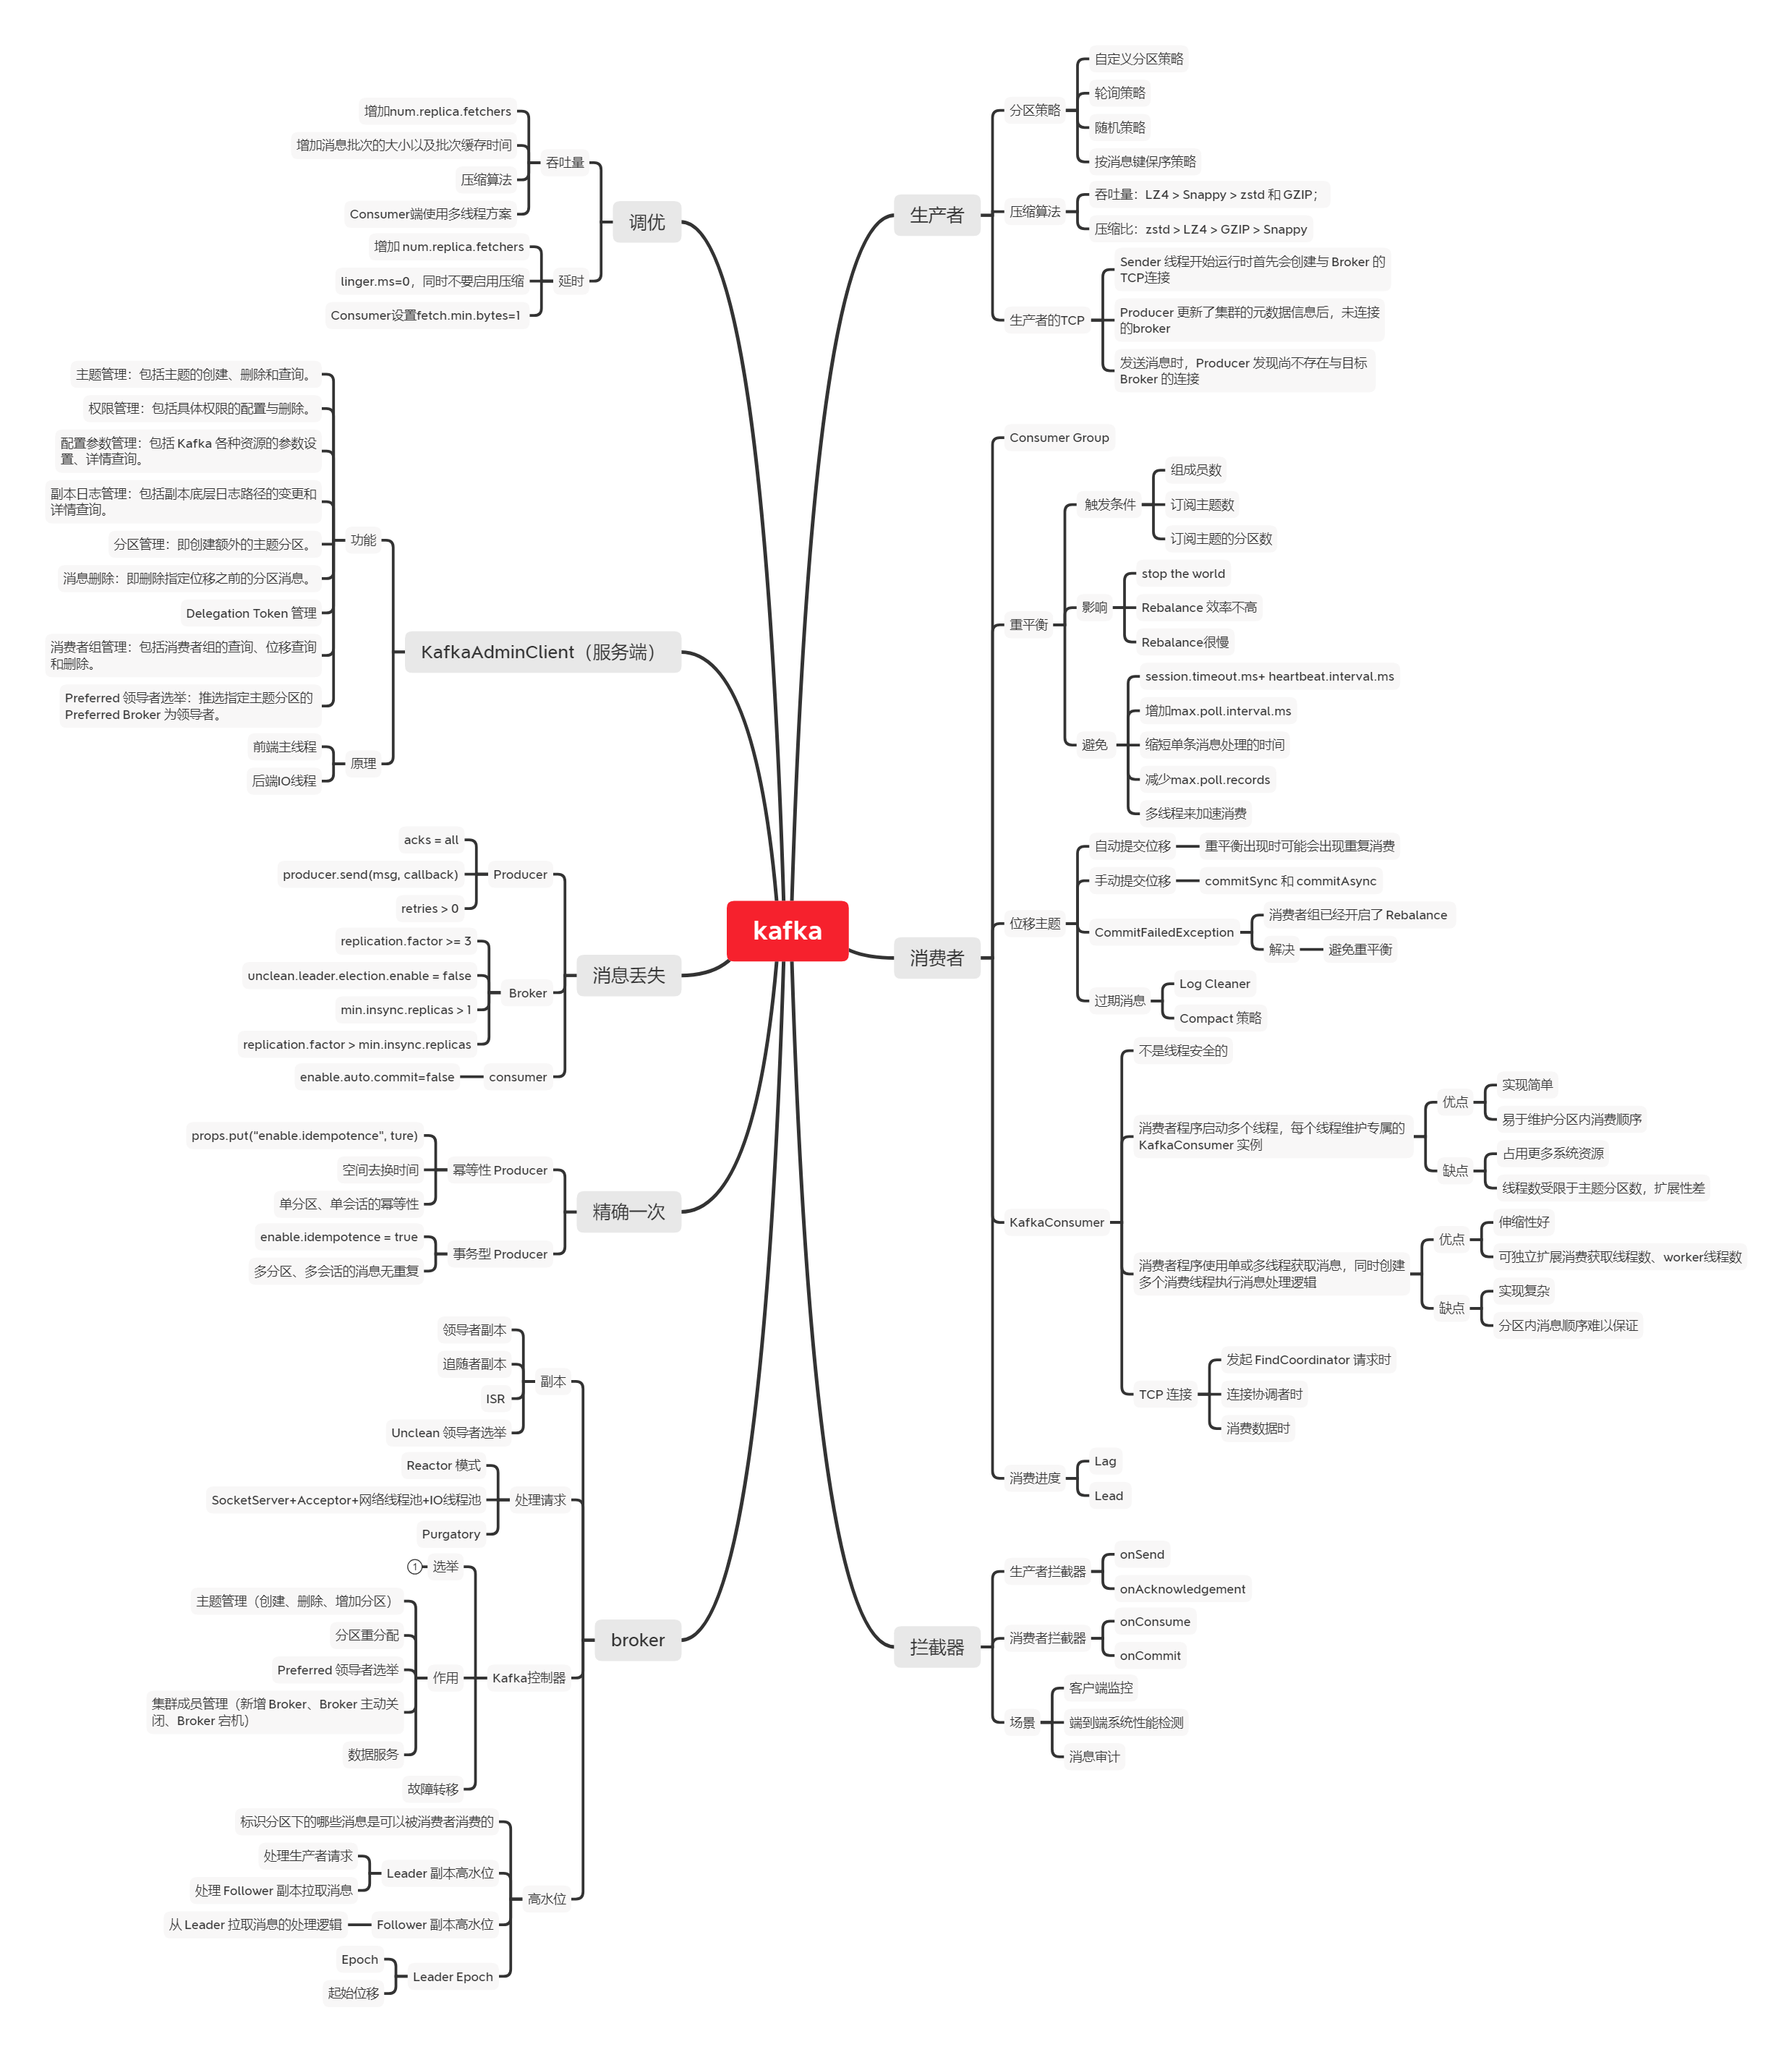 kafka
生产者
分区策略
自定义分区策略
轮询策略
随机策略
按消息键保序策略
压缩算法
吞吐量：LZ4 > Snappy > zstd 和 GZIP；
压缩比：zstd > LZ4 > GZIP > Snappy
生产者的TCP
Sender 线程开始运行时首先会创建与 Broker 的
TCP连接
Producer 更新了集群的元数据信息后，未连接
的broker
发送消息时，Producer 发现尚不存在与目标
Broker 的连接
消费者
Consumer Group
重平衡
触发条件
组成员数
订阅主题数
订阅主题的分区数
影响
stop the world
Rebalance 效率不高
Rebalance很慢
避免
session.timeout.ms+ heartbeat.interval.ms
增加max.poll.interval.ms
缩短单条消息处理的时间
减少max.poll.records
多线程来加速消费
位移主题
自动提交位移
重平衡出现时可能会出现重复消费
手动提交位移
commitSync 和 commitAsync
CommitFailedException
消费者组已经开启了 Rebalance
解决
避免重平衡
过期消息
Log Cleaner
Compact 策略
KafkaConsumer
不是线程安全的
消费者程序启动多个线程，每个线程维护专属的
KafkaConsumer 实例
优点
实现简单
易于维护分区内消费顺序
缺点
占用更多系统资源
线程数受限于主题分区数，扩展性差
消费者程序使用单或多线程获取消息，同时创建
多个消费线程执行消息处理逻辑
优点
伸缩性好
可独立扩展消费获取线程数、worker线程数
缺点
实现复杂
分区内消息顺序难以保证
TCP 连接
发起 FindCoordinator 请求时
连接协调者时
消费数据时
消费进度
Lag
Lead
拦截器
生产者拦截器
onSend
onAcknowledgement
消费者拦截器
onConsume
onCommit
场景
客户端监控
端到端系统性能检测
消息审计
调优
吞吐量
增加num.replica.fetchers
增加消息批次的大小以及批次缓存时间
压缩算法
Consumer端使用多线程方案
延时
增加 num.replica.fetchers
linger.ms=0，同时不要启用压缩
Consumer设置fetch.min.bytes=1
KafkaAdminClient（服务端）
功能
主题管理：包括主题的创建、删除和查询。
权限管理：包括具体权限的配置与删除。
配置参数管理：包括 Kafka 各种资源的参数设
置、详情查询。
副本日志管理：包括副本底层日志路径的变更和
详情查询。
分区管理：即创建额外的主题分区。
消息删除：即删除指定位移之前的分区消息。
Delegation Token 管理
消费者组管理：包括消费者组的查询、位移查询
和删除。
Preferred 领导者选举：推选指定主题分区的
Preferred Broker 为领导者。
原理
前端主线程
后端IO线程
消息丢失
Producer
acks = all
producer.send(msg, callback)
retries > 0
Broker
replication.factor >= 3
unclean.leader.election.enable = false
min.insync.replicas > 1
replication.factor > min.insync.replicas
consumer
enable.auto.commit=false
精确一次
幂等性 Producer
props.put("enable.idempotence", ture)
空间去换时间
单分区、单会话的幂等性
事务型 Producer
enable.idempotence = true
多分区、多会话的消息无重复
broker
副本
领导者副本
追随者副本
ISR
Unclean 领导者选举
处理请求
Reactor 模式
SocketServer+Acceptor+网络线程池+IO线程池
Purgatory
Kafka控制器
选举
1
作用
主题管理（创建、删除、增加分区）
分区重分配
Preferred 领导者选举
集群成员管理（新增 Broker、Broker 主动关
闭、Broker 宕机）
数据服务
故障转移
高水位
标识分区下的哪些消息是可以被消费者消费的
Leader 副本高水位
处理生产者请求
处理 Follower 副本拉取消息
Follower 副本高水位
从 Leader 拉取消息的处理逻辑
Leader Epoch
Epoch
起始位移